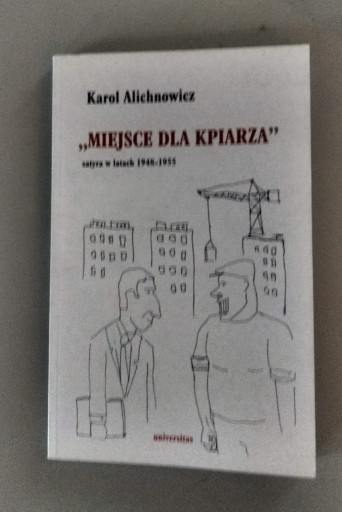 Karol Alichnowicz
„MIEJSCE DLA KPIARZA”
satyra w latach 1948–1955
universitas